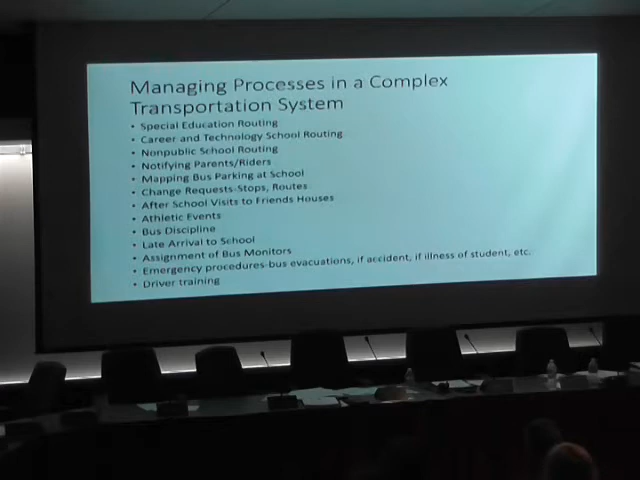 Managing Processes in a Complex
Transportation System
• Special Education Routing
• Career and Technology School Routing
• Nonpublic School Routing
• Notifying Parents/Riders
• Mapping Bus Parking at School
• Change Requests-Stops, Routes
• After School Visits to Friends Houses
• Athletic Events
• Bus Discipline
• Late Arrival to School
• Assignment of Bus Monitors
• Emergency procedures-bus evacuations, if accident, if illness of student, etc.
• Driver training